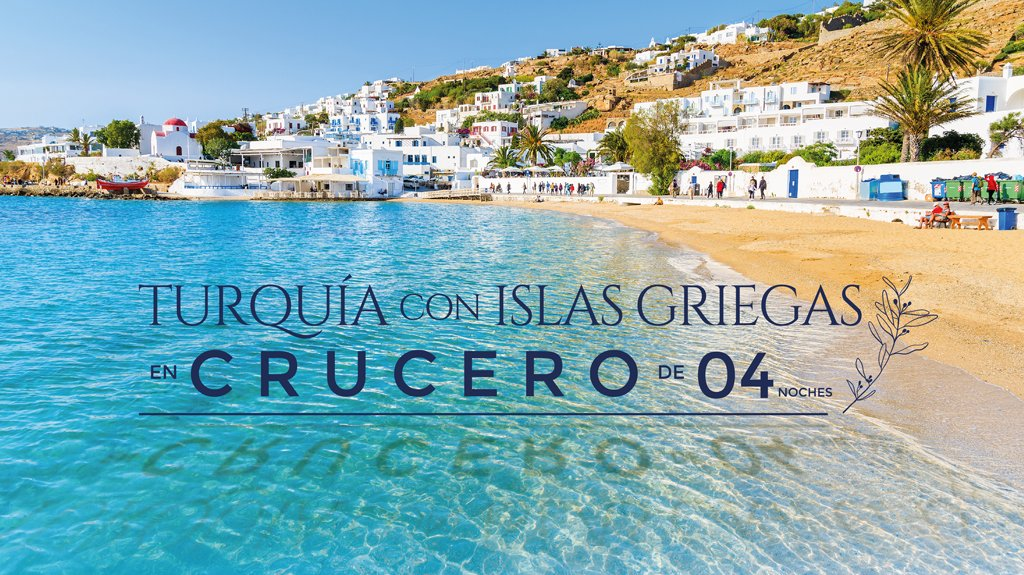 TURQUÍA CON ISLAS GRIEGAS
EN CRUCERO DE 04 NOCHES